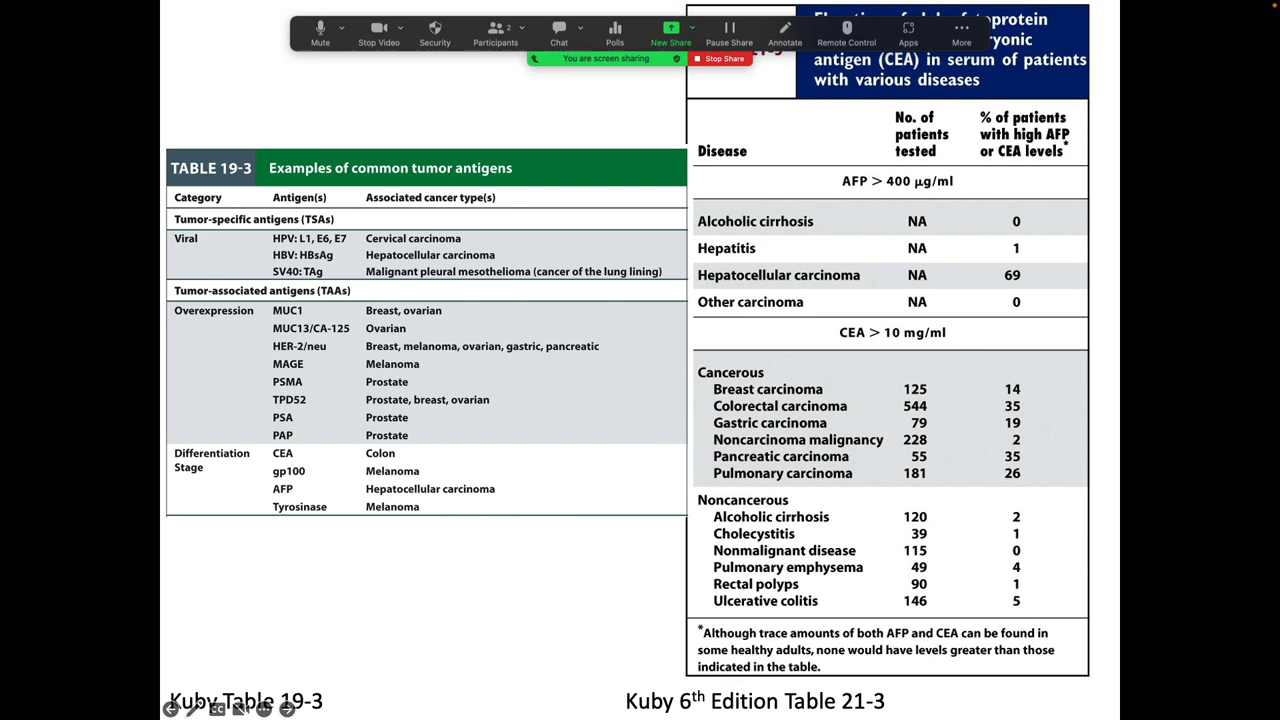 Mute
Stop Video
Security
2
Participants
Chat
Polls
New Share
Pause Share
Annotate
Remote Control
Apps
More
You are screen sharing
Stop Share
antigen (CEA) in serum of patients
with various diseases
TABLE 19-3 Examples of common tumor antigens
Category Antigen(s) Associated cancer type(s)
Tumor-specific antigens (TSAs)
Viral HPV: L1, E6, E7 Cervical carcinoma
HBV: HBsAg Hepatocellular carcinoma
SV40: TAg Malignant pleural mesothelioma (cancer of the lung lining)
Tumor-associated antigens (TAAs)
Overexpression MUC1 Breast, ovarian
MUC13/CA-125 Ovarian
HER-2/neu Breast, melanoma, ovarian, gastric, pancreatic
MAGE Melanoma
PSMA Prostate
TPD52 Prostate, breast, ovarian
PSA Prostate
PAP Prostate
Differentiation Stage CEA Colon
gp100 Melanoma
AFP Hepatocellular carcinoma
Tyrosinase Melanoma
Disease No. of patients tested % of patients with high AFP or CEA levels*
AFP > 400 μg/ml
Alcoholic cirrhosis NA 0
Hepatitis NA 1
Hepatocellular carcinoma NA 69
Other carcinoma NA 0
CEA > 10 mg/ml
Cancerous
Breast carcinoma 125 14
Colorectal carcinoma 544 35
Gastric carcinoma 79 19
Noncarcinoma malignancy 228 2
Pancreatic carcinoma 55 35
Pulmonary carcinoma 181 26
Noncancerous
Alcoholic cirrhosis 120 2
Cholecystitis 39 1
Nonmalignant disease 115 0
Pulmonary emphysema 49 4
Rectal polyps 90 1
Ulcerative colitis 146 5
*Although trace amounts of both AFP and CEA can be found in
some healthy adults, none would have levels greater than those
indicated in the table.
Kuby Table 19-3
Kuby 6th Edition Table 21-3